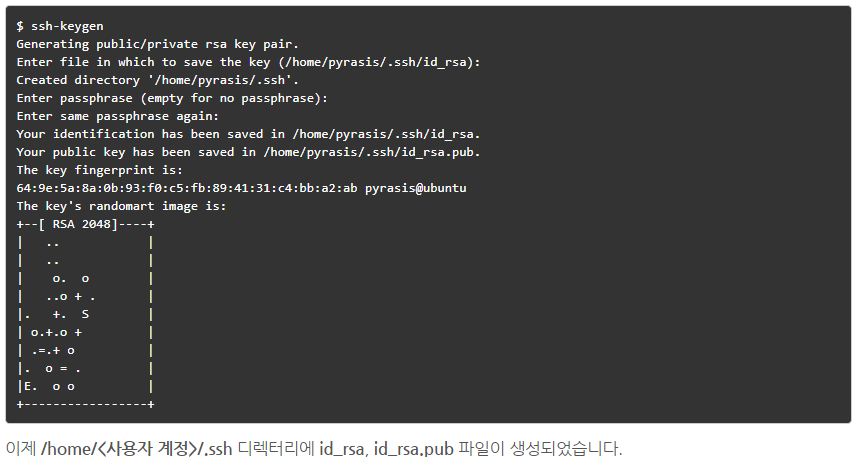 $ ssh-keygen
Generating public/private rsa key pair.
Enter file in which to save the key (/home/pyrasis/.ssh/id_rsa):
Created directory '/home/pyrasis/.ssh'.
Enter passphrase (empty for no passphrase):
Enter same passphrase again:
Your identification has been saved in /home/pyrasis/.ssh/id_rsa.
Your public key has been saved in /home/pyrasis/.ssh/id_rsa.pub.
The key fingerprint is:
64:9e:5a:8a:0b:93:f0:c5:fb:89:41:31:c4:bb:a2:ab pyrasis@ubuntu
The key's randomart image is:
+--[ RSA 2048]----+
|   ..            |
|   ..            |
|    o.  o        |
|   ..o + .       |
|.   +.  S        |
| o.+.o +         |
| .=.+ o          |
|.  o = .         |
|E.  o o          |
+-----------------+
이제 /home/<사용자 계정>/.ssh 디렉터리에 id_rsa, id_rsa.pub 파일이 생성되었습니다.